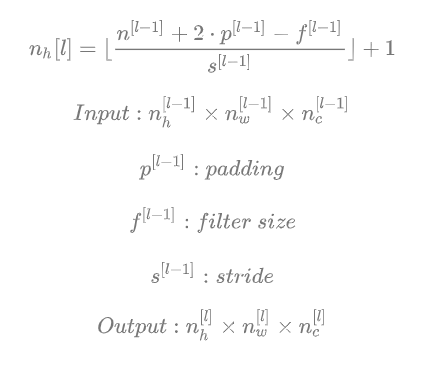 n_h[l] = ⌊ \frac{n^{[l-1]} + 2 · p^{[l-1]} − f^{[l-1]}}{s^{[l-1]}} ⌋ + 1
Input : n_h^{[l-1]} × n_w^{[l-1]} × n_c^{[l-1]}
p^{[l-1]} : padding
f^{[l-1]} : filter size
s^{[l-1]} : stride
Output : n_h^{[l]} × n_w^{[l]} × n_c^{[l]}